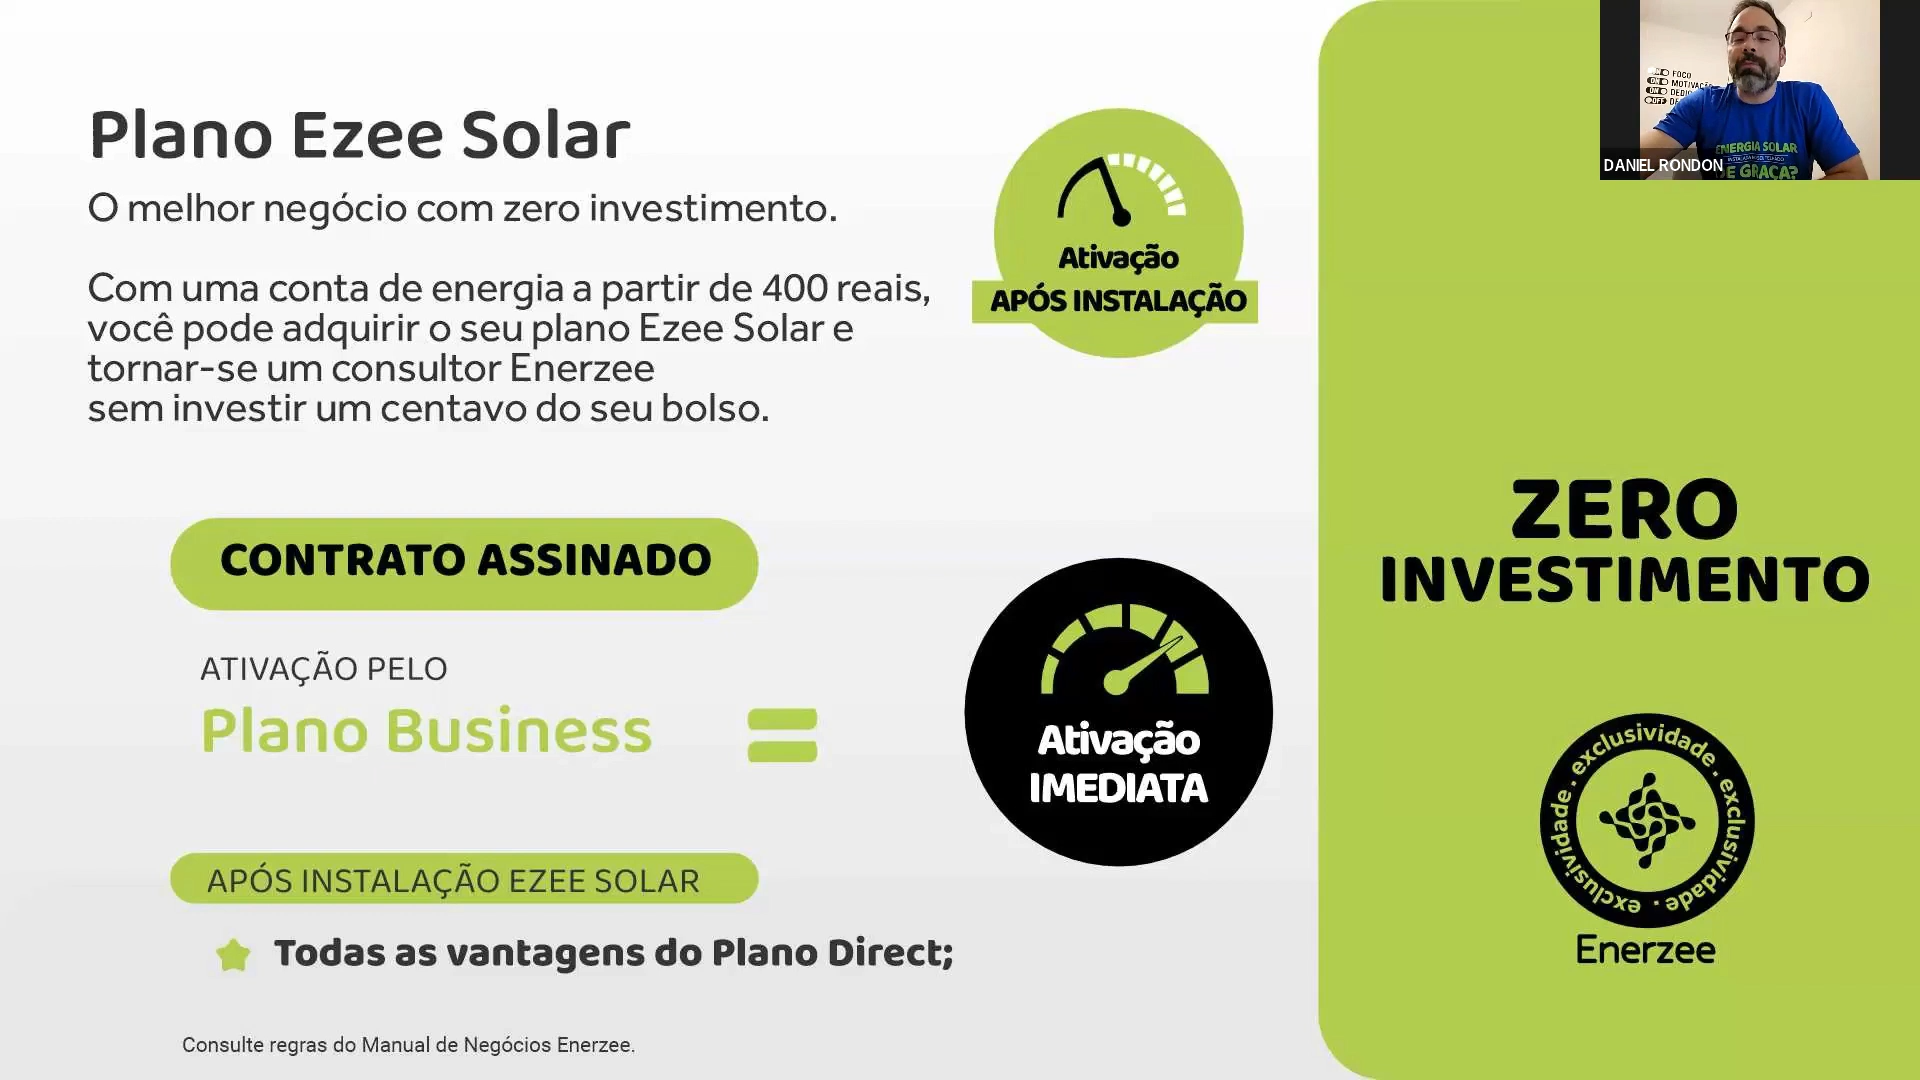 Plano Ezee Solar
O melhor negócio com zero investimento.
Com uma conta de energia a partir de 400 reais,
você pode adquirir o seu plano Ezee Solar e
tornar-se um consultor Enerzee
sem investir um centavo do seu bolso.
Ativação
APÓS INSTALAÇÃO
CONTRATO ASSINADO
ATIVAÇÃO PELO
Plano Business
=
Ativação
IMEDIATA
APÓS INSTALAÇÃO EZEE SOLAR
Todas as vantagens do Plano Direct;
Consulte regras do Manual de Negócios Enerzee.
FOCO
MOTIVAÇÃO
ENERGIA SOLAR
DE GRAÇA?
DANIEL RONDON
ZERO
INVESTIMENTO
exclusividade . exclusividade . exclusividade .
Enerzee